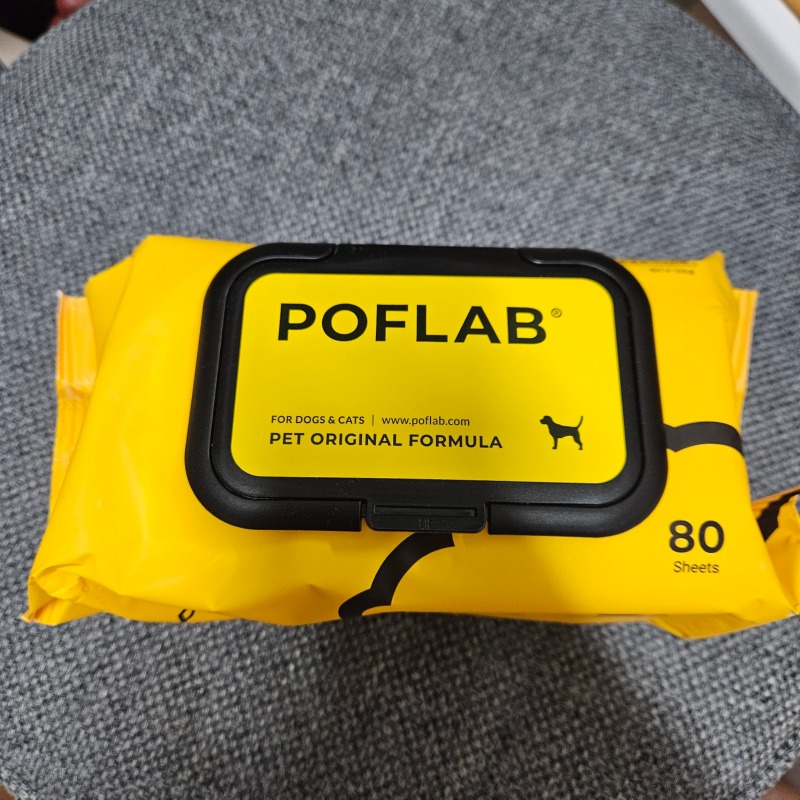 POFLAB®
FOR DOGS & CATS | www.poflab.com
PET ORIGINAL FORMULA
80
Sheets